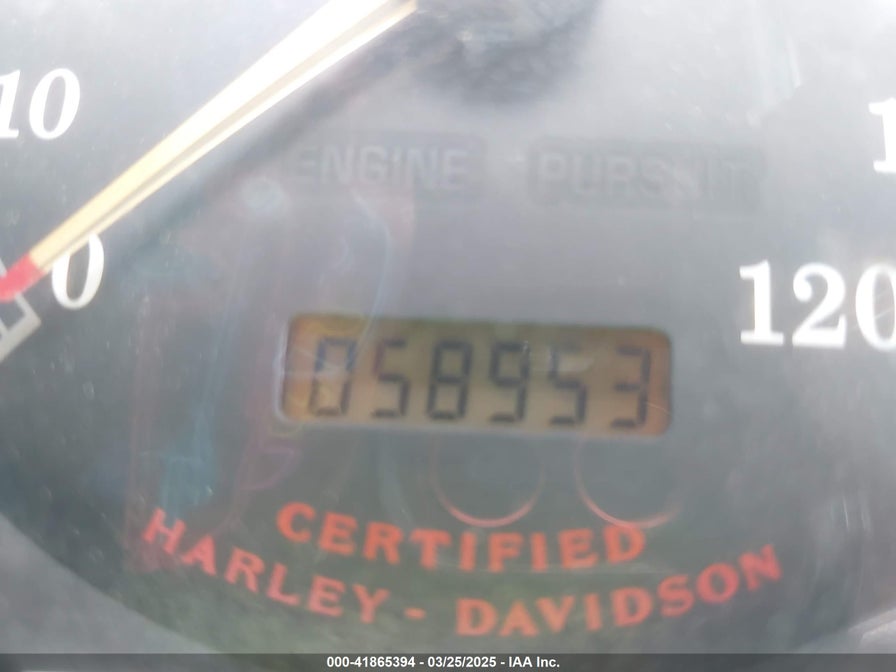 10
0
ENGINE PURSUIT
120
058953
CERTIFIED
HARLEY - DAVIDSON
000-41865394 - 03/25/2025 - IAA Inc.